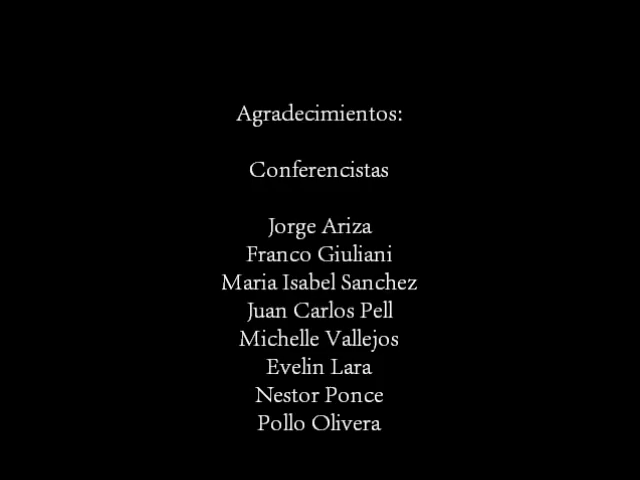 Agradecimientos:
Conferencistas
Jorge Ariza
Franco Giuliani
Maria Isabel Sanchez
Juan Carlos Pell
Michelle Vallejos
Evelin Lara
Nestor Ponce
Pollo Olivera